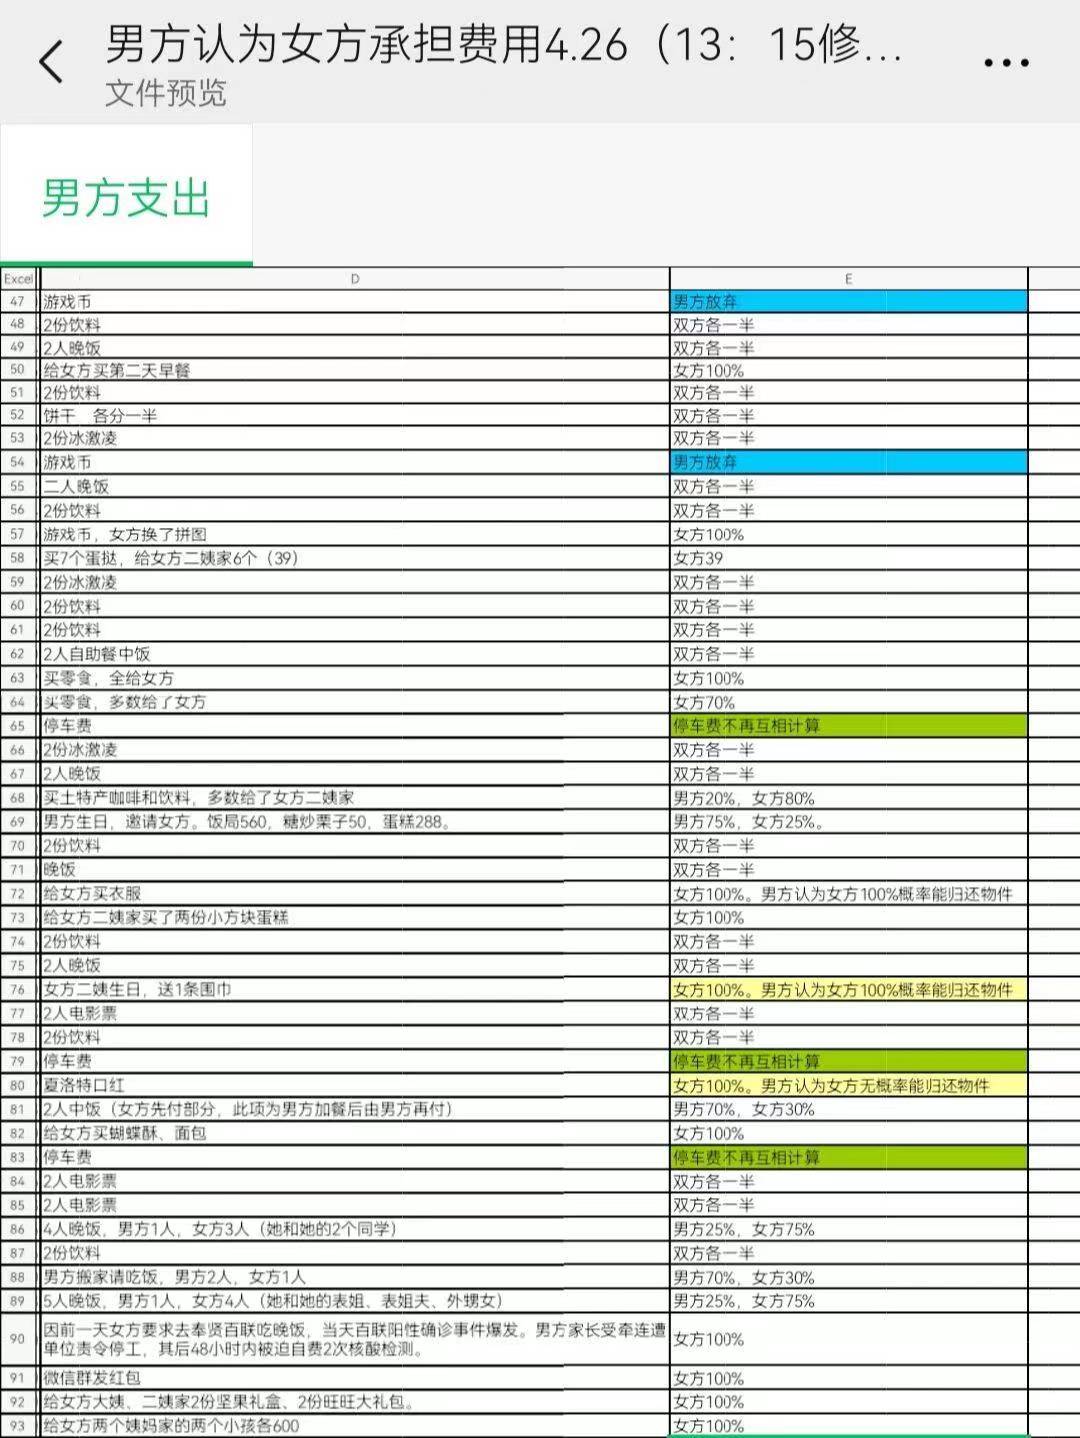 男方认为女方承担费用4.26（13：15修...
文件预览
男方支出
Excel D E
47 游戏币 男方放弃
48 2份饮料 双方各一半
49 2人晚饭 双方各一半
50 给女方买第二天早餐 女方100%
51 2份饮料 双方各一半
52 饼干 各分一半 双方各一半
53 2份冰激凌 双方各一半
54 游戏币 男方放弃
55 二人晚饭 双方各一半
56 2份饮料 双方各一半
57 游戏币，女方换了拼图 女方100%
58 买7个蛋挞，给女方二姨家6个（39） 女方39
59 2份冰激凌 双方各一半
60 2份饮料 双方各一半
61 2份饮料 双方各一半
62 2人自助餐中饭 双方各一半
63 买零食，全给女方 女方100%
64 买零食，多数给了女方 女方70%
65 停车费 停车费不再互相计算
66 2份冰激凌 双方各一半
67 2人晚饭 双方各一半
68 买土特产咖啡和饮料，多数给了女方二姨家 男方20%，女方80%
69 男方生日，邀请女方。饭局560，糖炒栗子50，蛋糕288。 男方75%，女方25%。
70 2份饮料 双方各一半
71 晚饭 双方各一半
72 给女方买衣服 女方100%。男方认为女方100%概率能归还物件
73 给女方二姨家买了两份小方块蛋糕 女方100%
74 2份饮料 双方各一半
75 2人晚饭 双方各一半
76 女方二姨生日，送1条围巾 女方100%。男方认为女方100%概率能归还物件
77 2人电影票 双方各一半
78 2份饮料 双方各一半
79 停车费 停车费不再互相计算
80 夏洛特口红 女方100%。男方认为女方无概率能归还物件
81 2人中饭（女方先付部分，此项为男方加餐后由男方再付） 男方70%，女方30%
82 给女方买蝴蝶酥、面包 女方100%
83 停车费 停车费不再互相计算
84 2人电影票 双方各一半
85 2人电影票 双方各一半
86 4人晚饭，男方1人，女方3人（她和她的2个同学） 男方25%，女方75%
87 2份饮料 双方各一半
88 男方搬家请吃饭，男方2人，女方1人 男方70%，女方30%
89 5人晚饭，男方1人，女方4人（她和她的表姐、表姐夫、外甥女） 男方25%，女方75%
90 因前一天女方要求去奉贤百联吃晚饭，当天百联阳性确诊事件爆发。男方家长受牵连遭
单位责令停工，其后48小时内被迫自费2次核酸检测。 女方100%
91 微信群发红包 女方100%
92 给女方大姨、二姨家2份坚果礼盒、2份旺旺大礼包。 女方100%
93 给女方两个姨妈家的两个小孩各600 女方100%